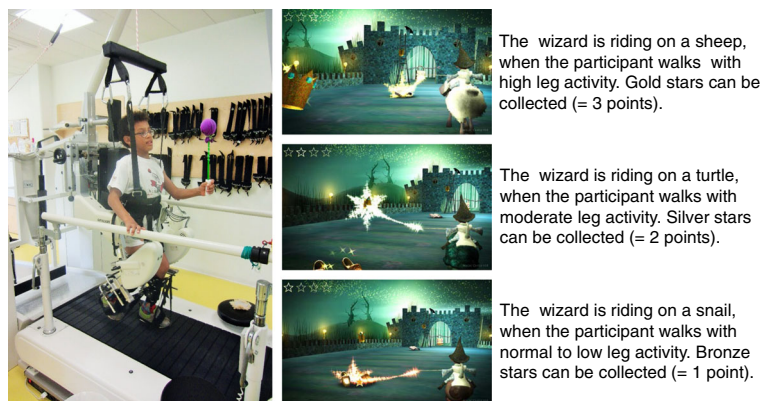 The wizard is riding on a sheep,
when the participant walks with
high leg activity. Gold stars can be
collected (= 3 points).
The wizard is riding on a turtle,
when the participant walks with
moderate leg activity. Silver stars
can be collected (= 2 points).
The wizard is riding on a snail,
when the participant walks with
normal to low leg activity. Bronze
stars can be collected (= 1 point).